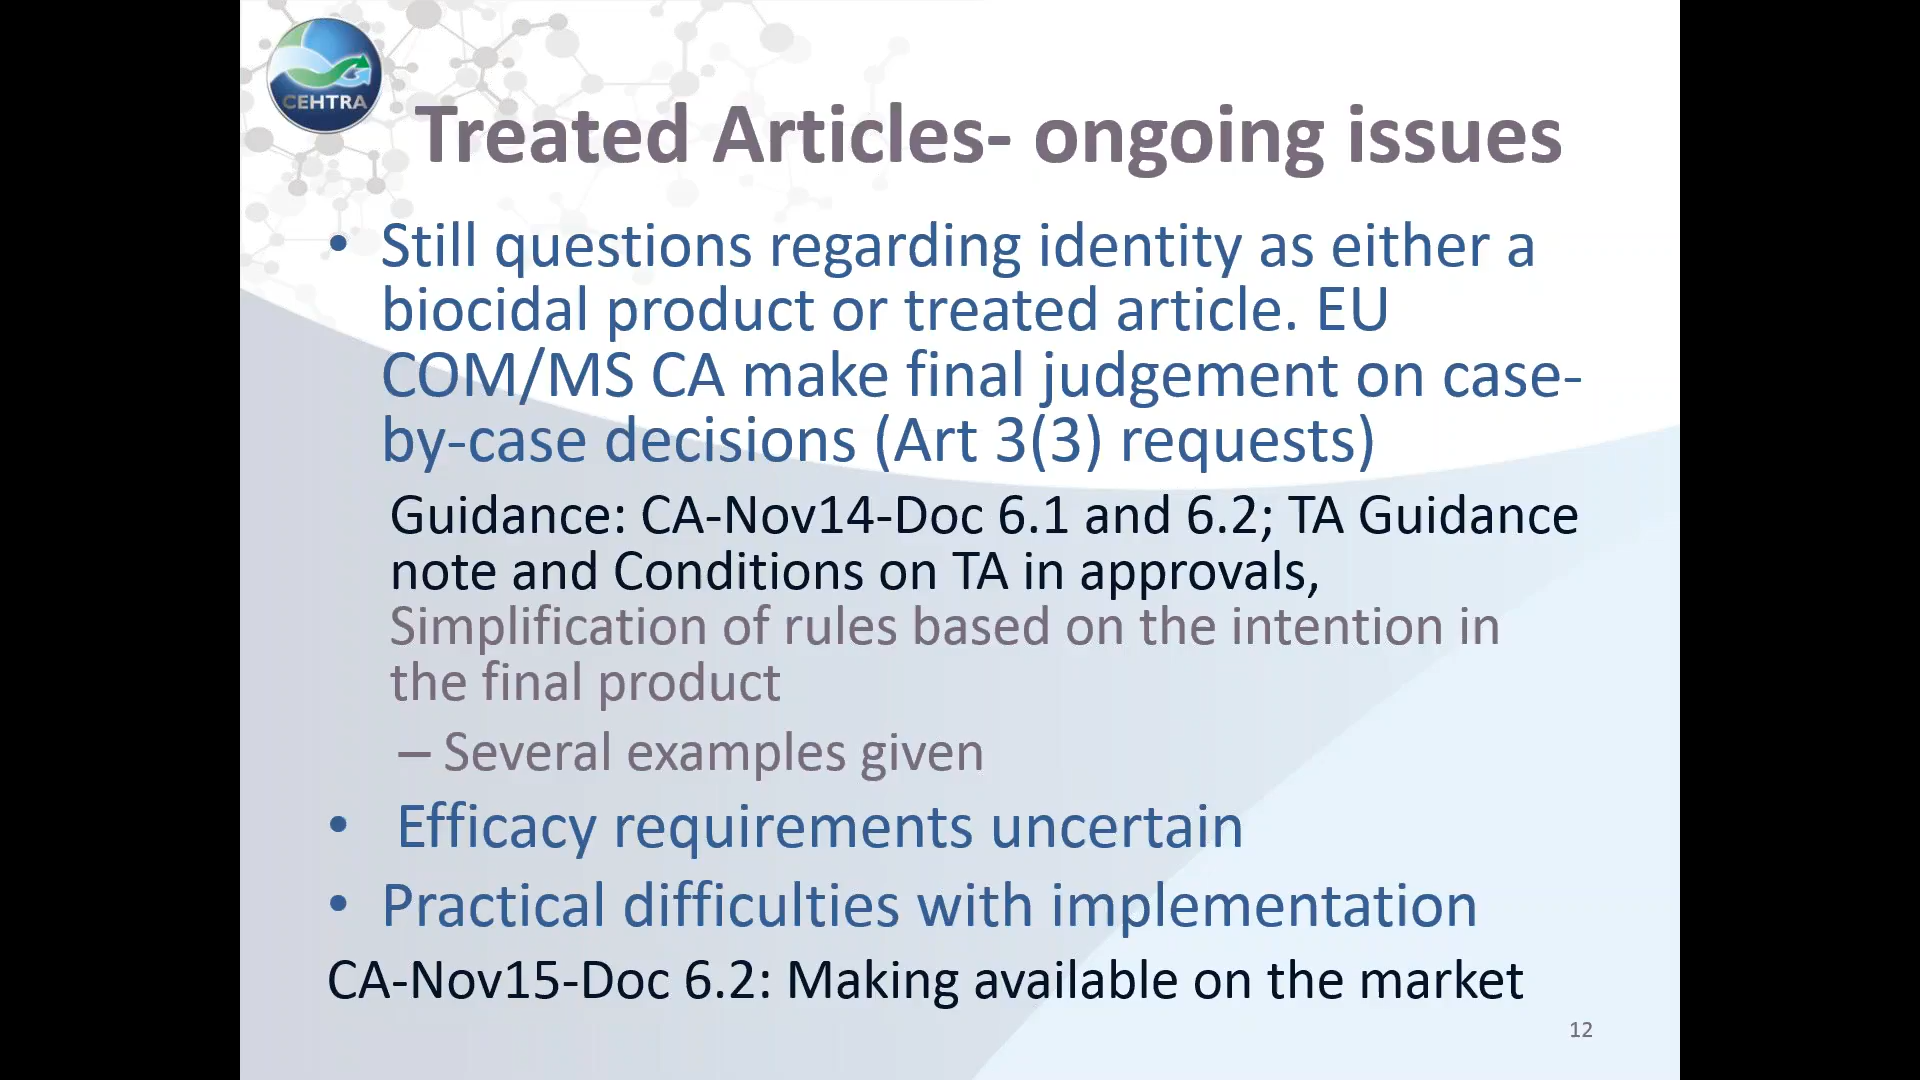 CEHTRA
Treated Articles- ongoing issues
• Still questions regarding identity as either a
biocidal product or treated article. EU
COM/MS CA make final judgement on case-
by-case decisions (Art 3(3) requests)
Guidance: CA-Nov14-Doc 6.1 and 6.2; TA Guidance
note and Conditions on TA in approvals,
Simplification of rules based on the intention in
the final product
– Several examples given
• Efficacy requirements uncertain
• Practical difficulties with implementation
CA-Nov15-Doc 6.2: Making available on the market
12